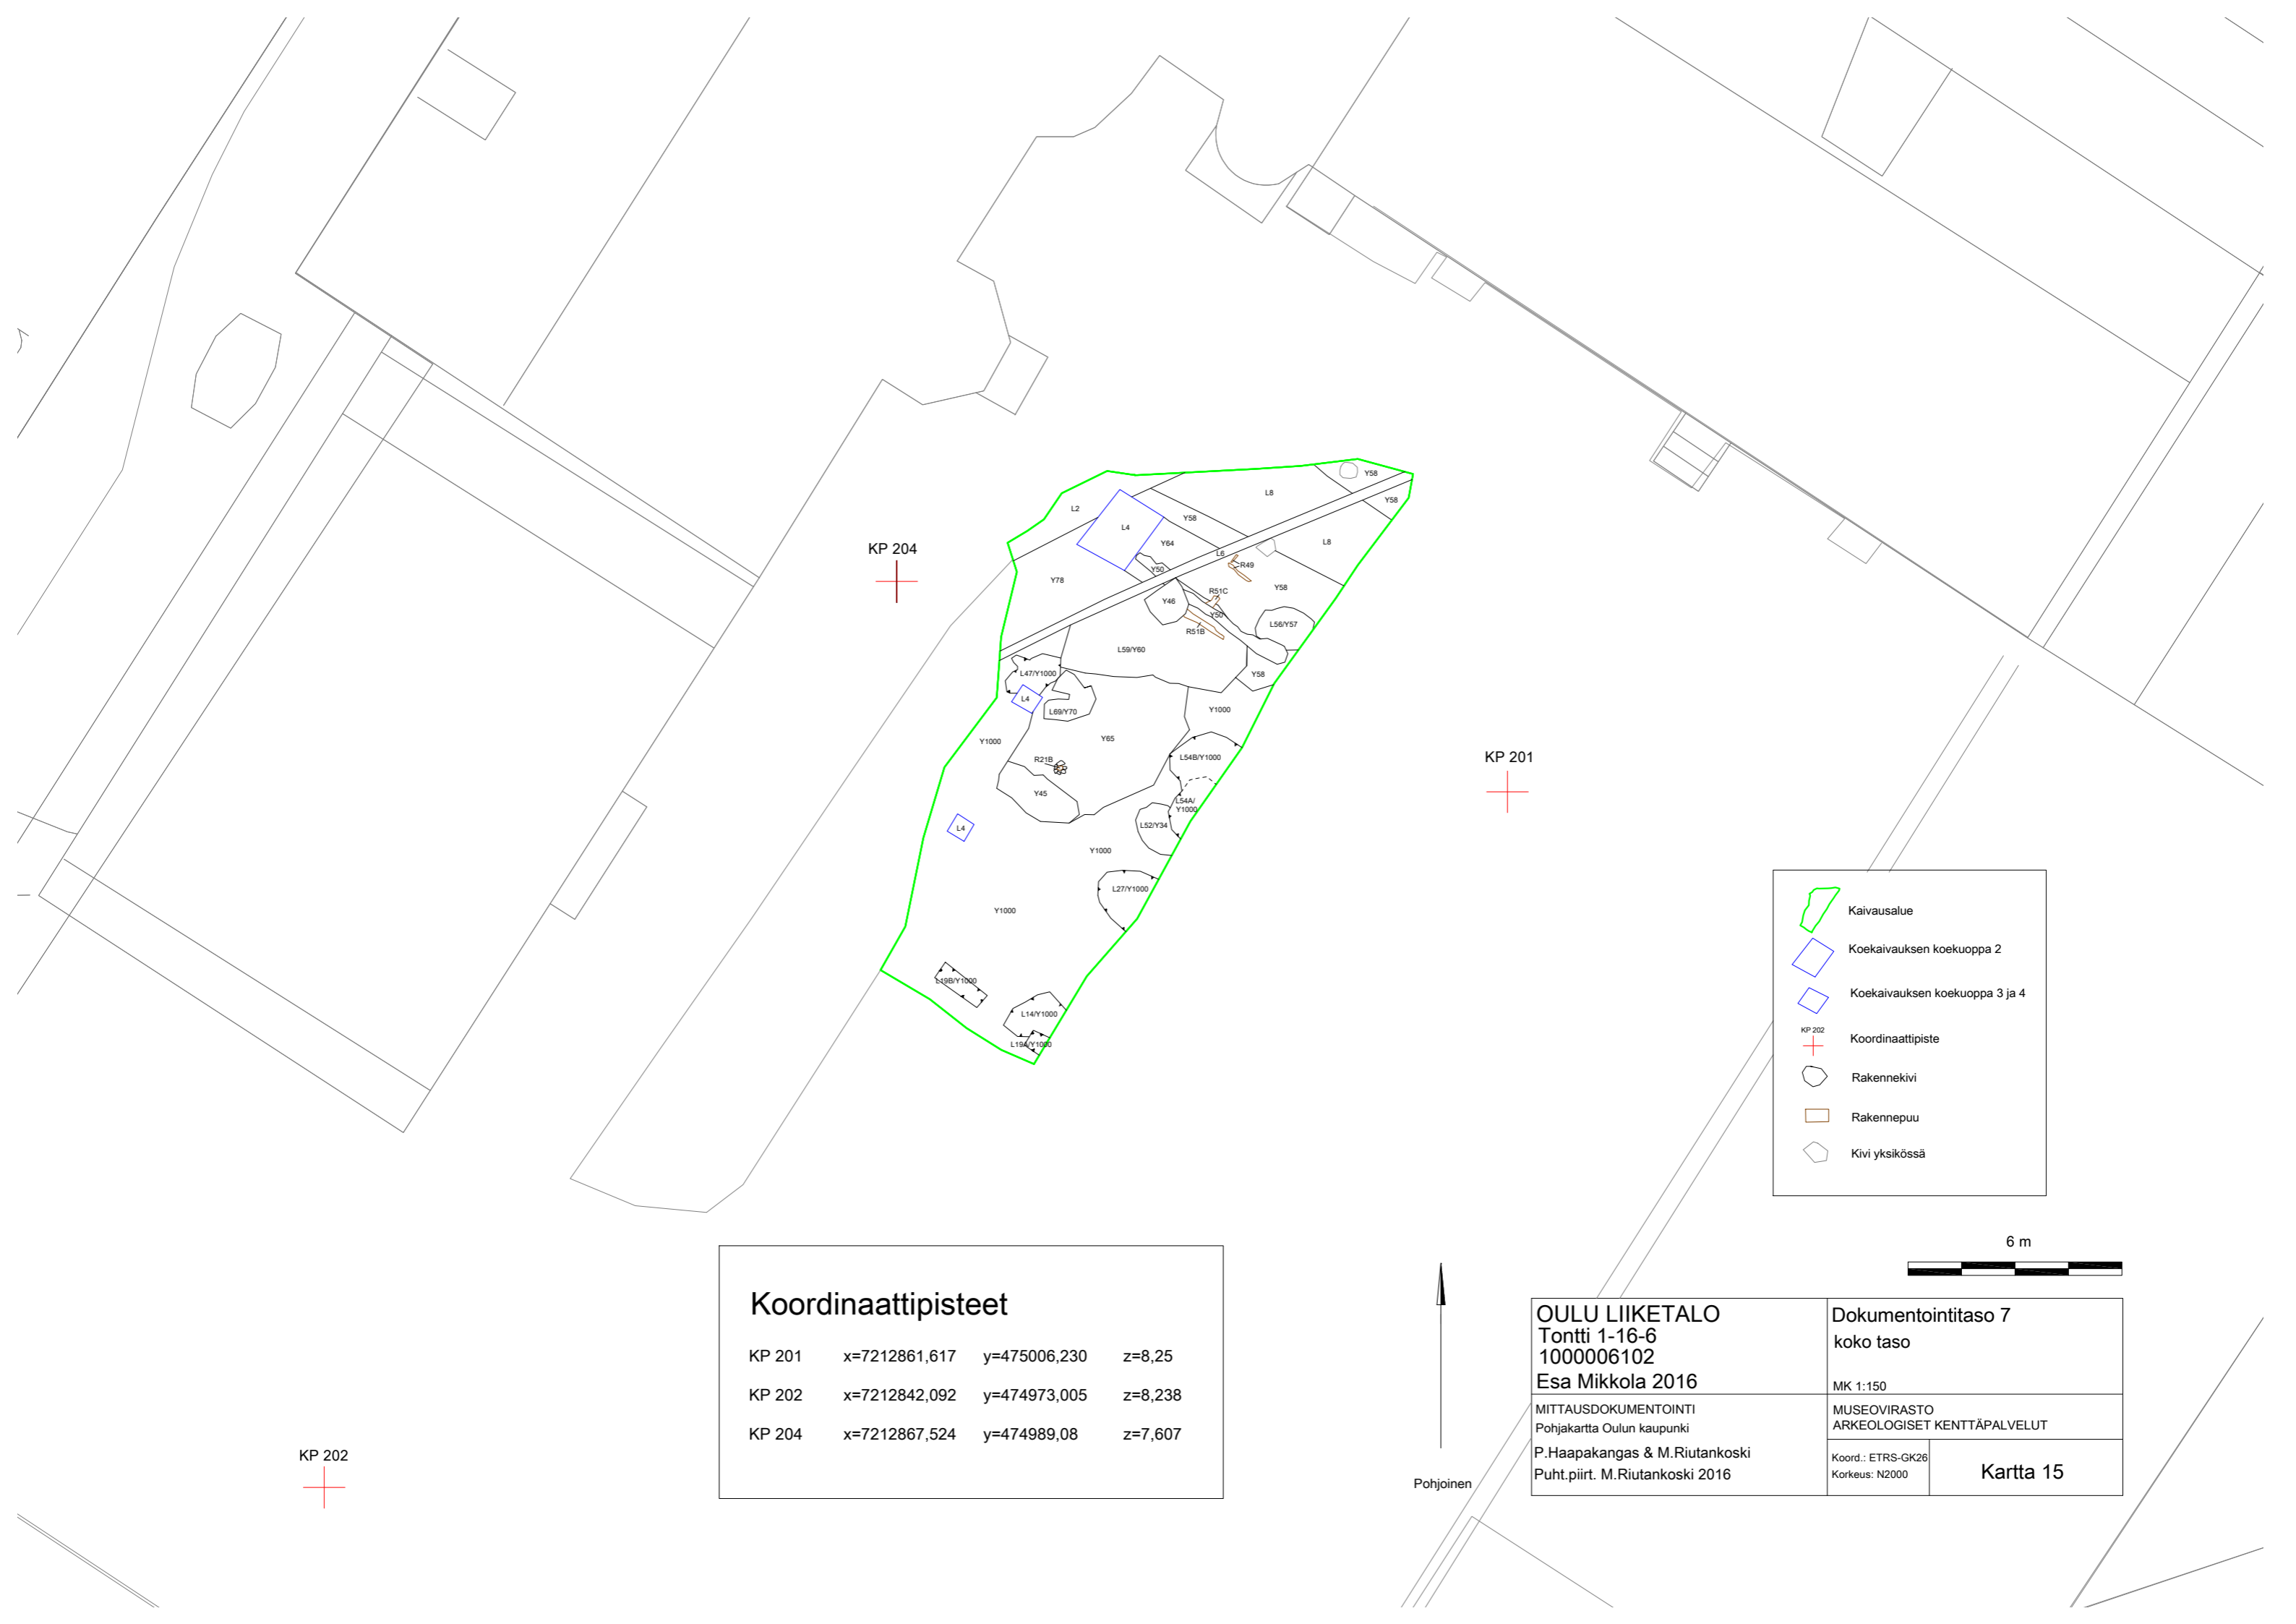 Y58
L8
Y58
L2
L4
Y58
KP 204
Y64
L6
L8
Y50
R49
Y78
Y58
R51C
Y46
Y50
L56/Y57
R51B
L59/Y60
L47/Y1000
Y58
L4
L69/Y70
Y1000
Y65
Y1000
R21B
L54B/Y1000
KP 201
Y45
L54A/
Y1000
L4
L52/Y34
Y1000
L27/Y1000
Y1000
L19B/Y1000
L14/Y1000
L19A/Y1000
Kaivausalue
Koekaivauksen koekuoppa 2
Koekaivauksen koekuoppa 3 ja 4
KP 202
Koordinaattipiste
Rakennekivi
Rakennepuu
Kivi yksikössä
6 m
Koordinaattipisteet
KP 201 x=7212861,617 y=475006,230 z=8,25
KP 202 x=7212842,092 y=474973,005 z=8,238
KP 204 x=7212867,524 y=474989,08 z=7,607
KP 202
Pohjoinen
OULU LIIKETALO
Tontti 1-16-6
1000006102
Esa Mikkola 2016
Dokumentointitaso 7
koko taso
MK 1:150
MITTAUSDOKUMENTOINTI
Pohjakartta Oulun kaupunki
P.Haapakangas & M.Riutankoski
Puht.piirt. M.Riutankoski 2016
MUSEOVIRASTO
ARKEOLOGISET KENTTÄPALVELUT
Koord.: ETRS-GK26
Korkeus: N2000
Kartta 15